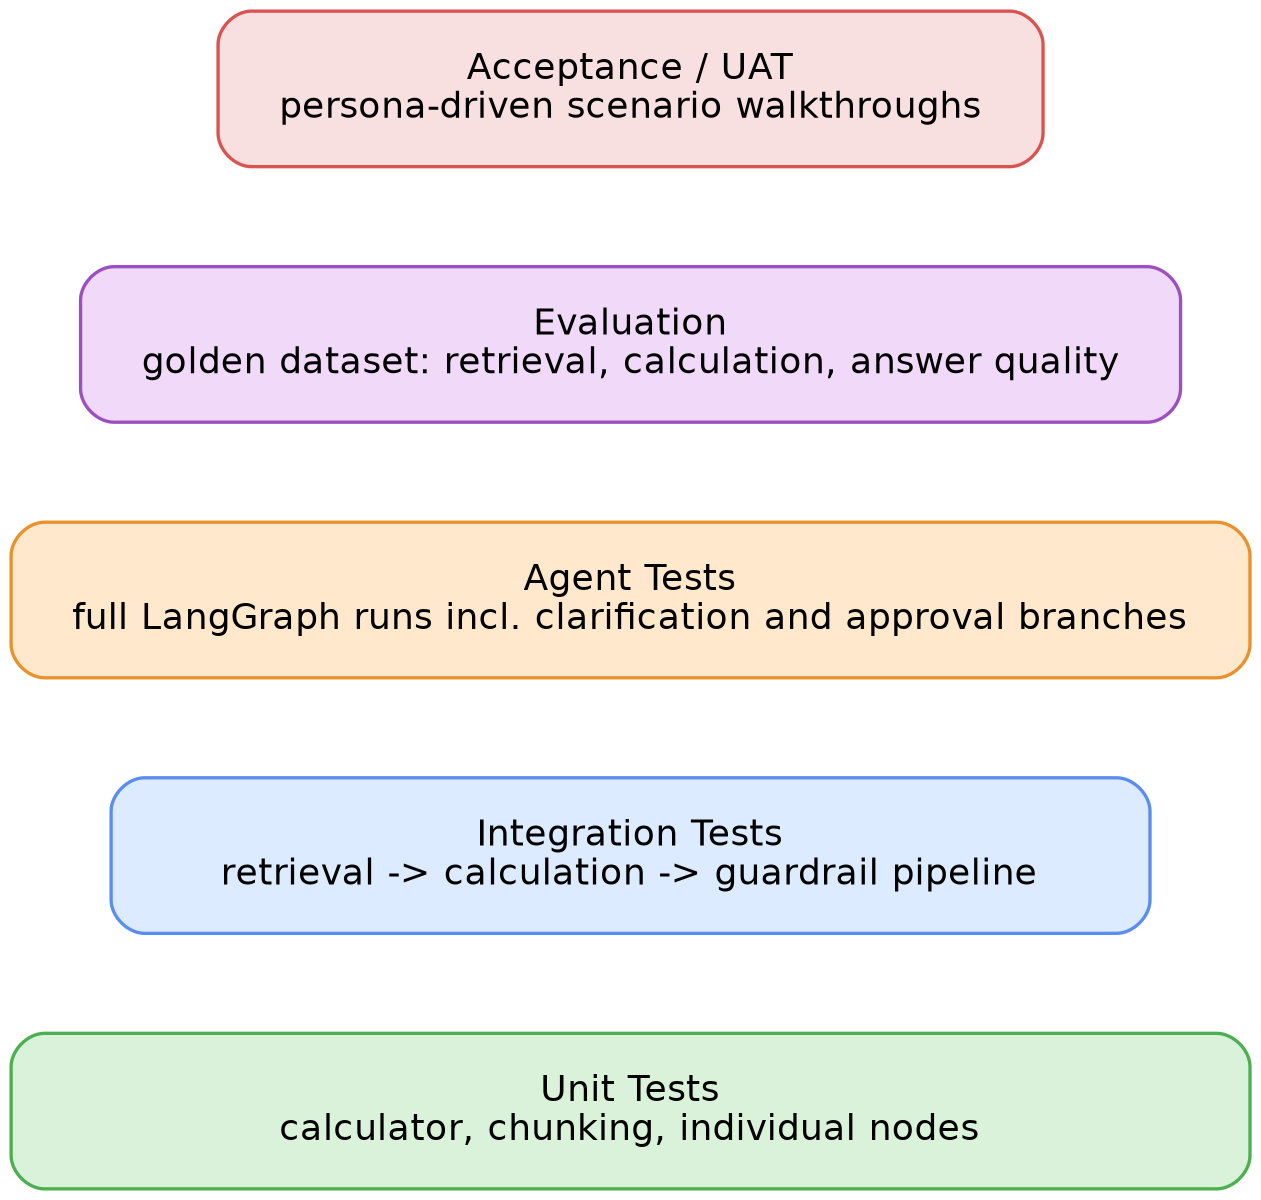 Acceptance / UAT
persona-driven scenario walkthroughs
Evaluation
golden dataset: retrieval, calculation, answer quality
Agent Tests
full LangGraph runs incl. clarification and approval branches
Integration Tests
retrieval -> calculation -> guardrail pipeline
Unit Tests
calculator, chunking, individual nodes